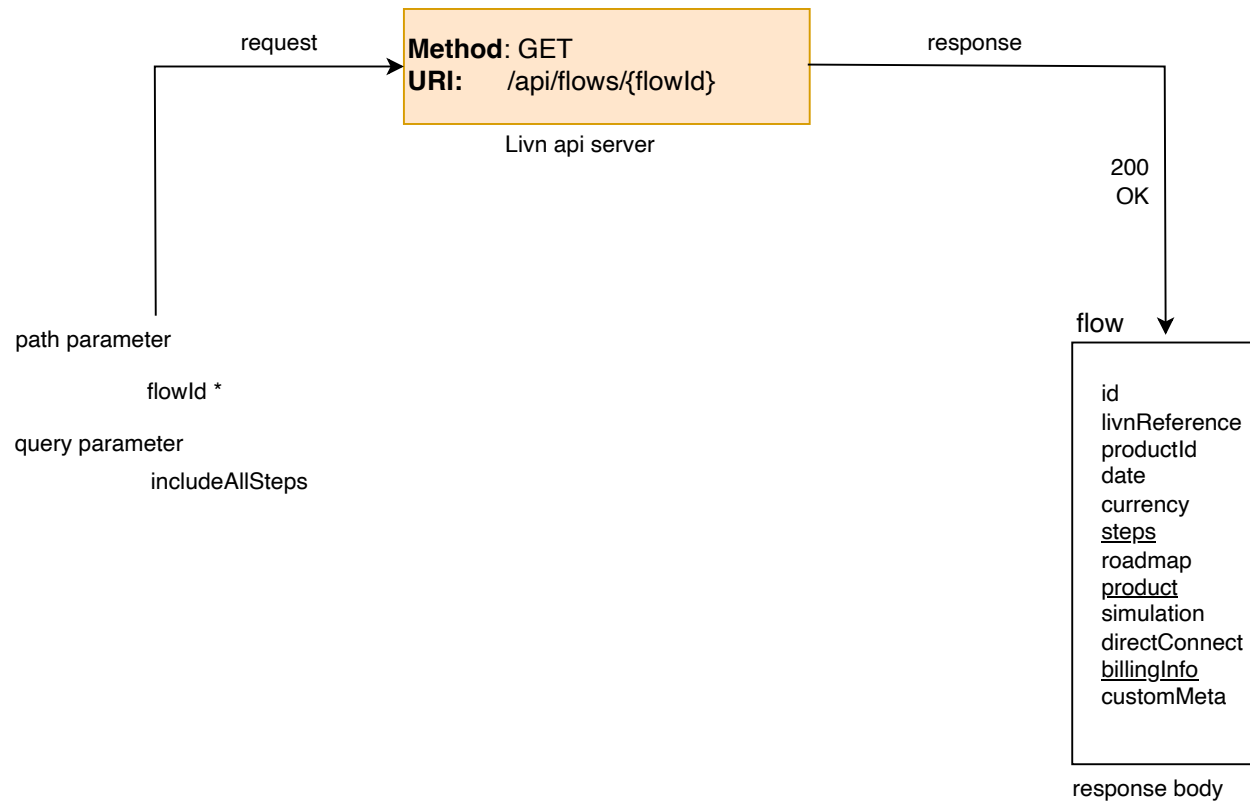 request
Method: GET
URI: /api/flows/{flowId}
response
Livn api server
200
OK
path parameter
flowId *
query parameter
includeAllSteps
flow
id
livnReference
productId
date
currency
steps
roadmap
product
simulation
directConnect
billingInfo
customMeta
response body